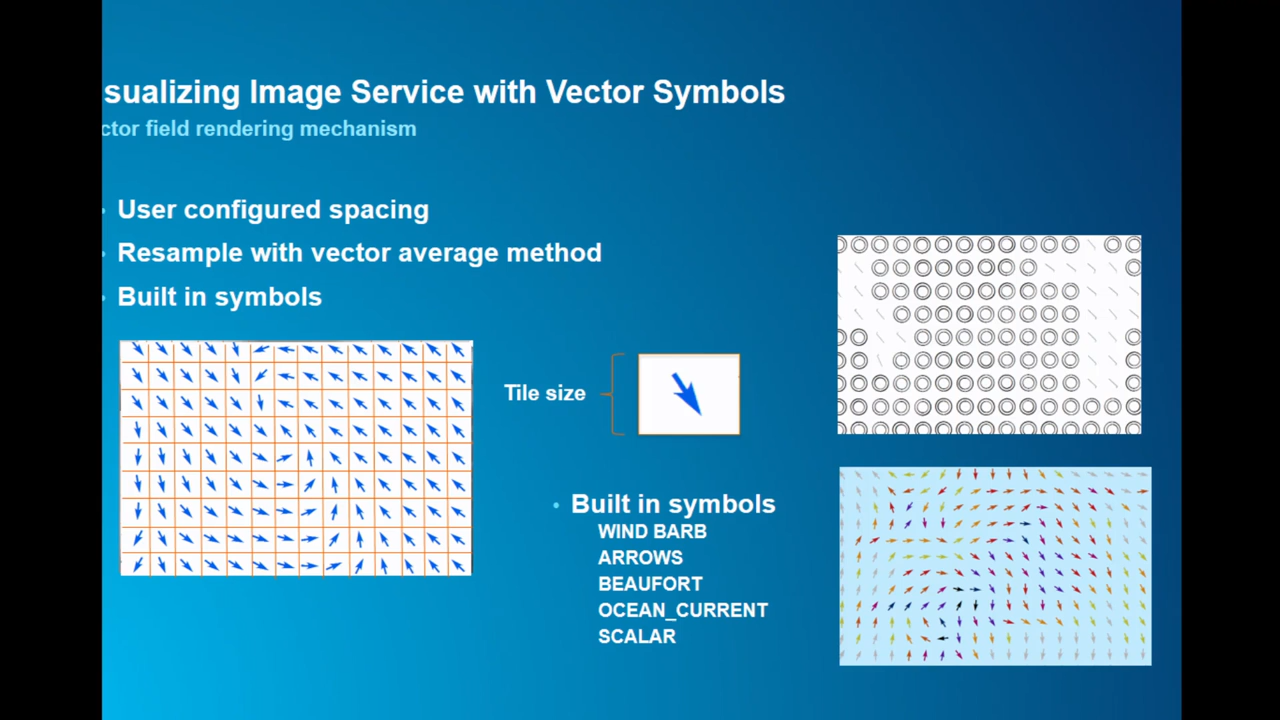 sualizing Image Service with Vector Symbols
ctor field rendering mechanism
User configured spacing
Resample with vector average method
Built in symbols
Tile size
Built in symbols
WIND BARB
ARROWS
BEAUFORT
OCEAN_CURRENT
SCALAR